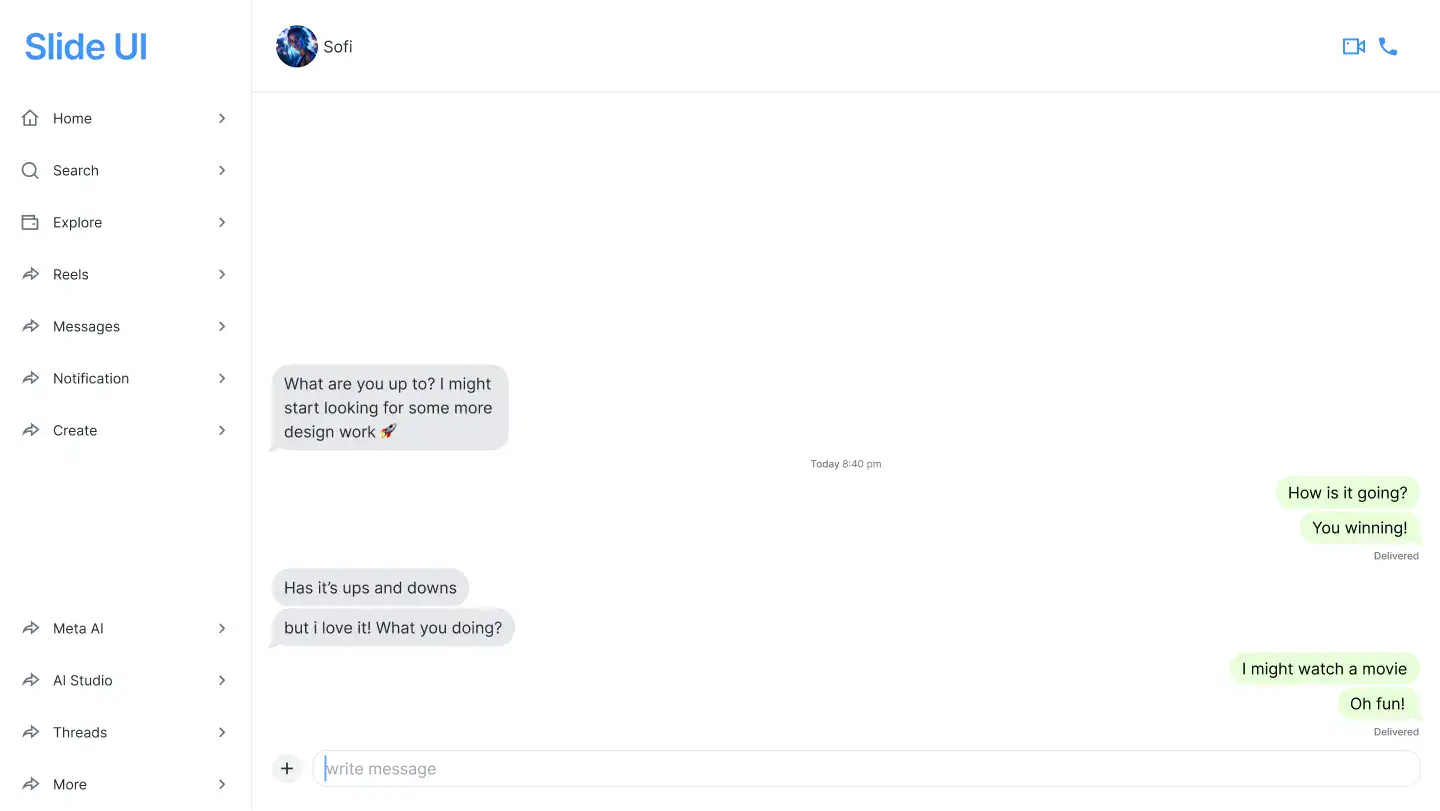 Slide UI
Home
Search
Explore
Reels
Messages
Notification
Create
Meta AI
AI Studio
Threads
More
Sofi
What are you up to? I might
start looking for some more
design work 🚀
Today 8:40 pm
How is it going?
You winning!
Delivered
Has it’s ups and downs
but i love it! What you doing?
I might watch a movie
Oh fun!
Delivered
write message